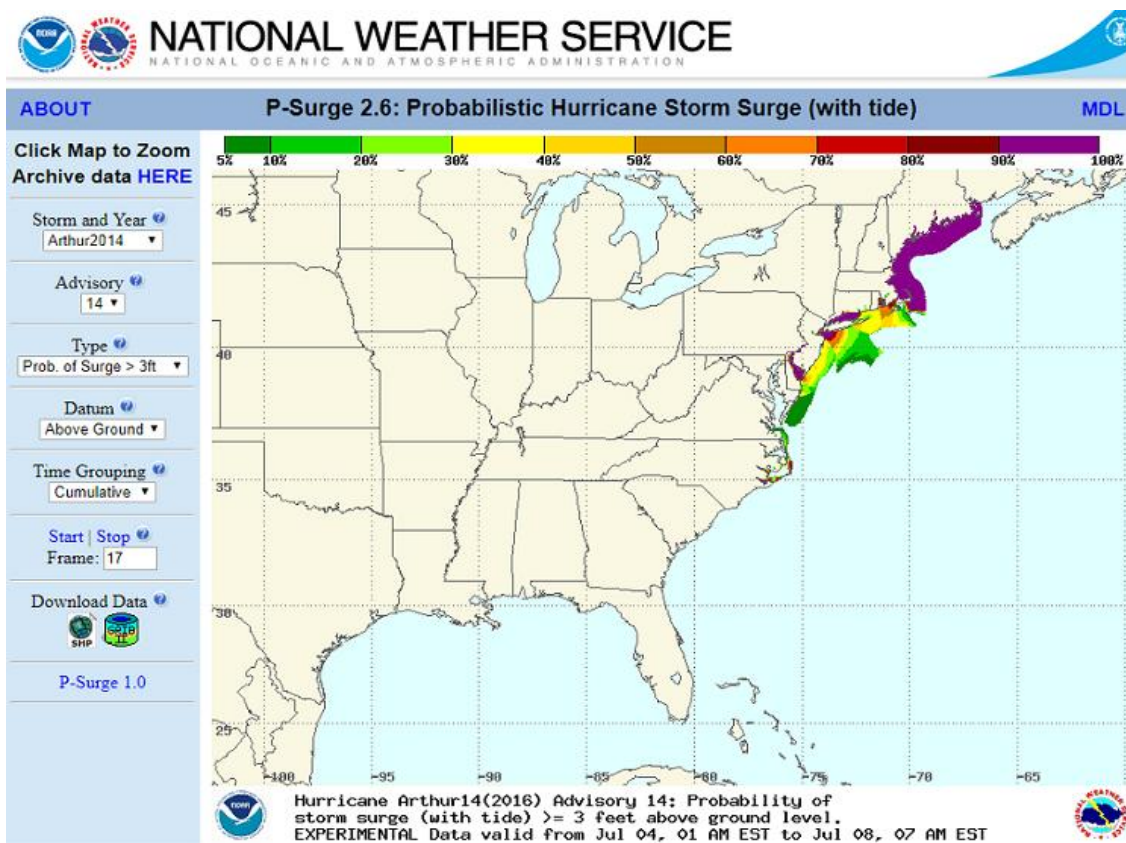 NATIONAL WEATHER SERVICE
NATIONAL OCEANIC AND ATMOSPHERIC ADMINISTRATION
ABOUT
P-Surge 2.6: Probabilistic Hurricane Storm Surge (with tide)
MDL
Click Map to Zoom
Archive data HERE
Storm and Year
Arthur2014
Advisory
14
Type
Prob. of Surge > 3ft
Datum
Above Ground
Time Grouping
Cumulative
Start | Stop
Frame: 17
Download Data
SHP
P-Surge 1.0
5% 10% 20% 30% 40% 50% 60% 70% 80% 90% 100%
45
40
35
30
25
-100 -95 -90 -85 -80 -75 -70 -65
Hurricane Arthur14(2016) Advisory 14: Probability of
storm surge (with tide) >= 3 feet above ground level.
EXPERIMENTAL Data valid from Jul 04, 01 AM EST to Jul 08, 07 AM EST